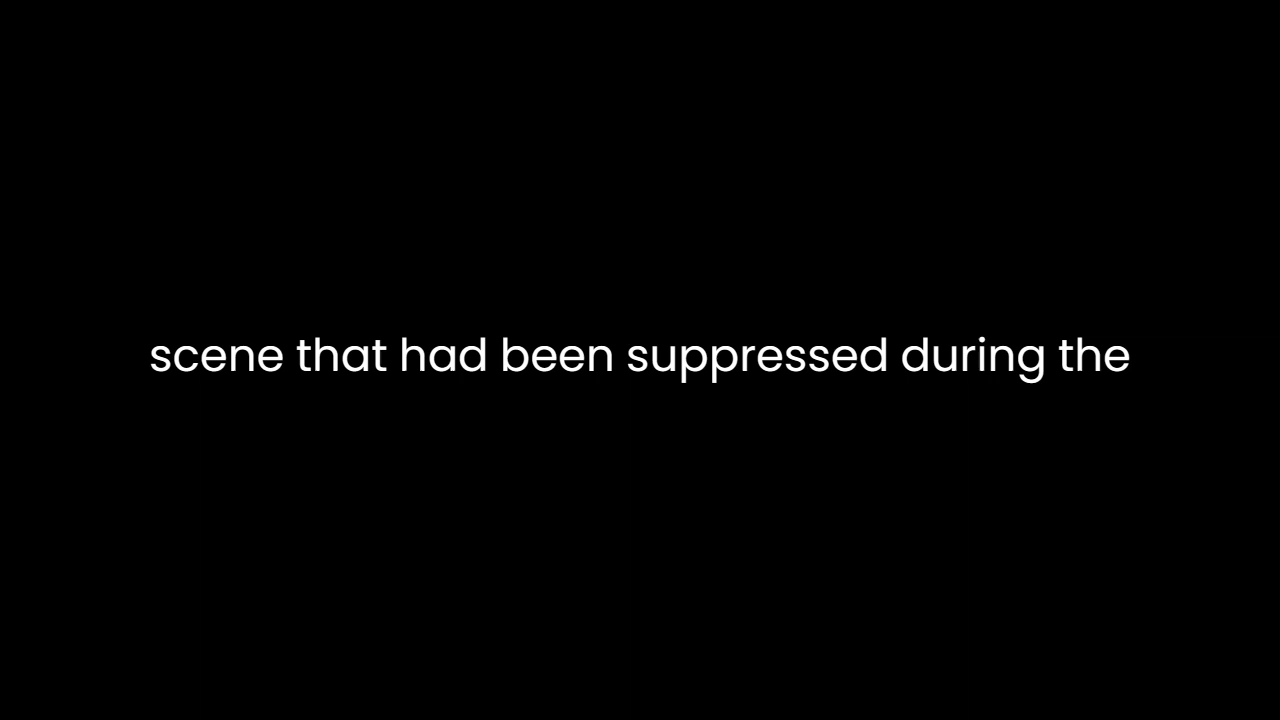 scene that had been suppressed during the